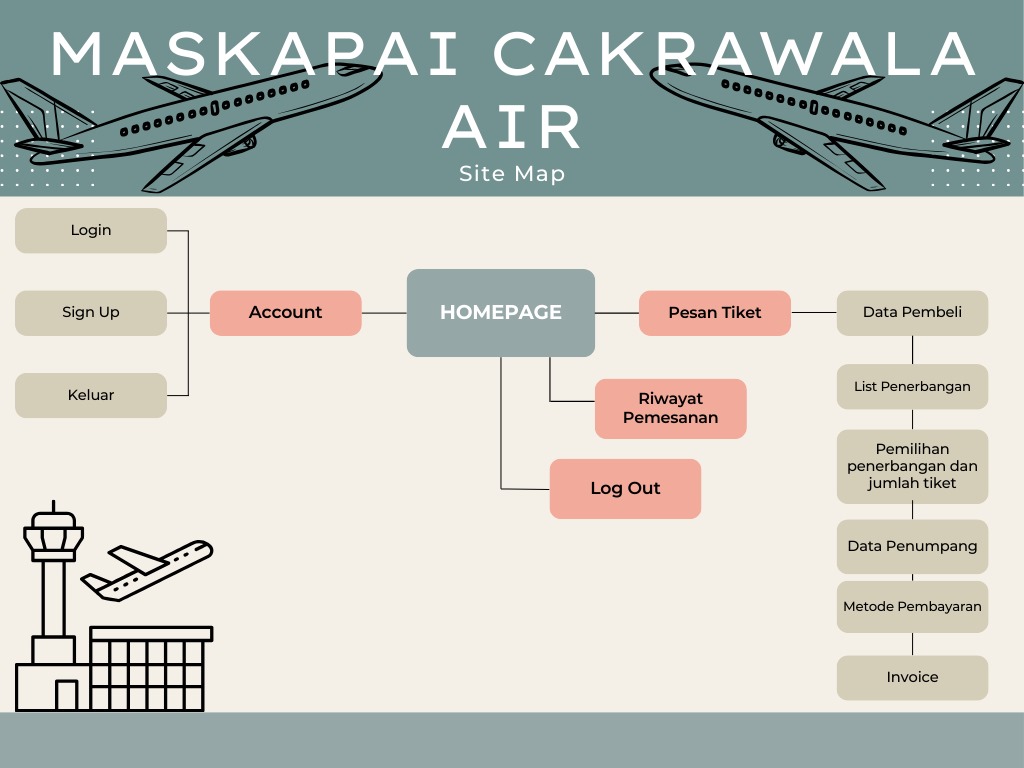 MASKAPAI CAKRAWALA
AIR
Site Map
Login
Sign Up
Keluar
Account
HOMEPAGE
Pesan Tiket
Riwayat
Pemesanan
Log Out
Data Pembeli
List Penerbangan
Pemilihan
penerbangan dan
jumlah tiket
Data Penumpang
Metode Pembayaran
Invoice